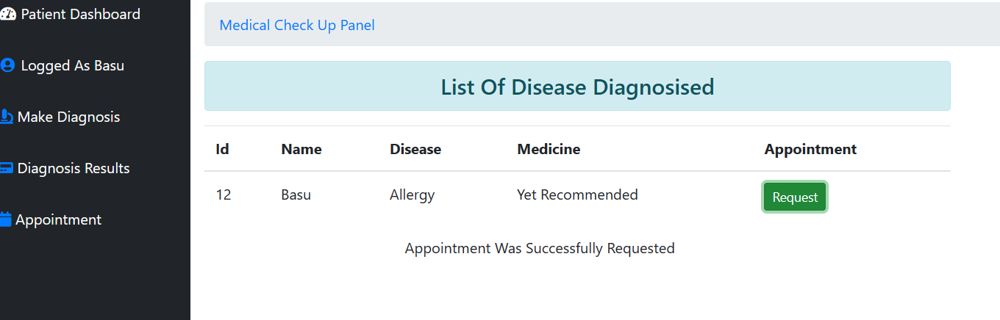 Patient Dashboard
Logged As Basu
Make Diagnosis
Diagnosis Results
Appointment
Medical Check Up Panel
List Of Disease Diagnosised
Id Name Disease Medicine Appointment
12 Basu Allergy Yet Recommended Request
Appointment Was Successfully Requested